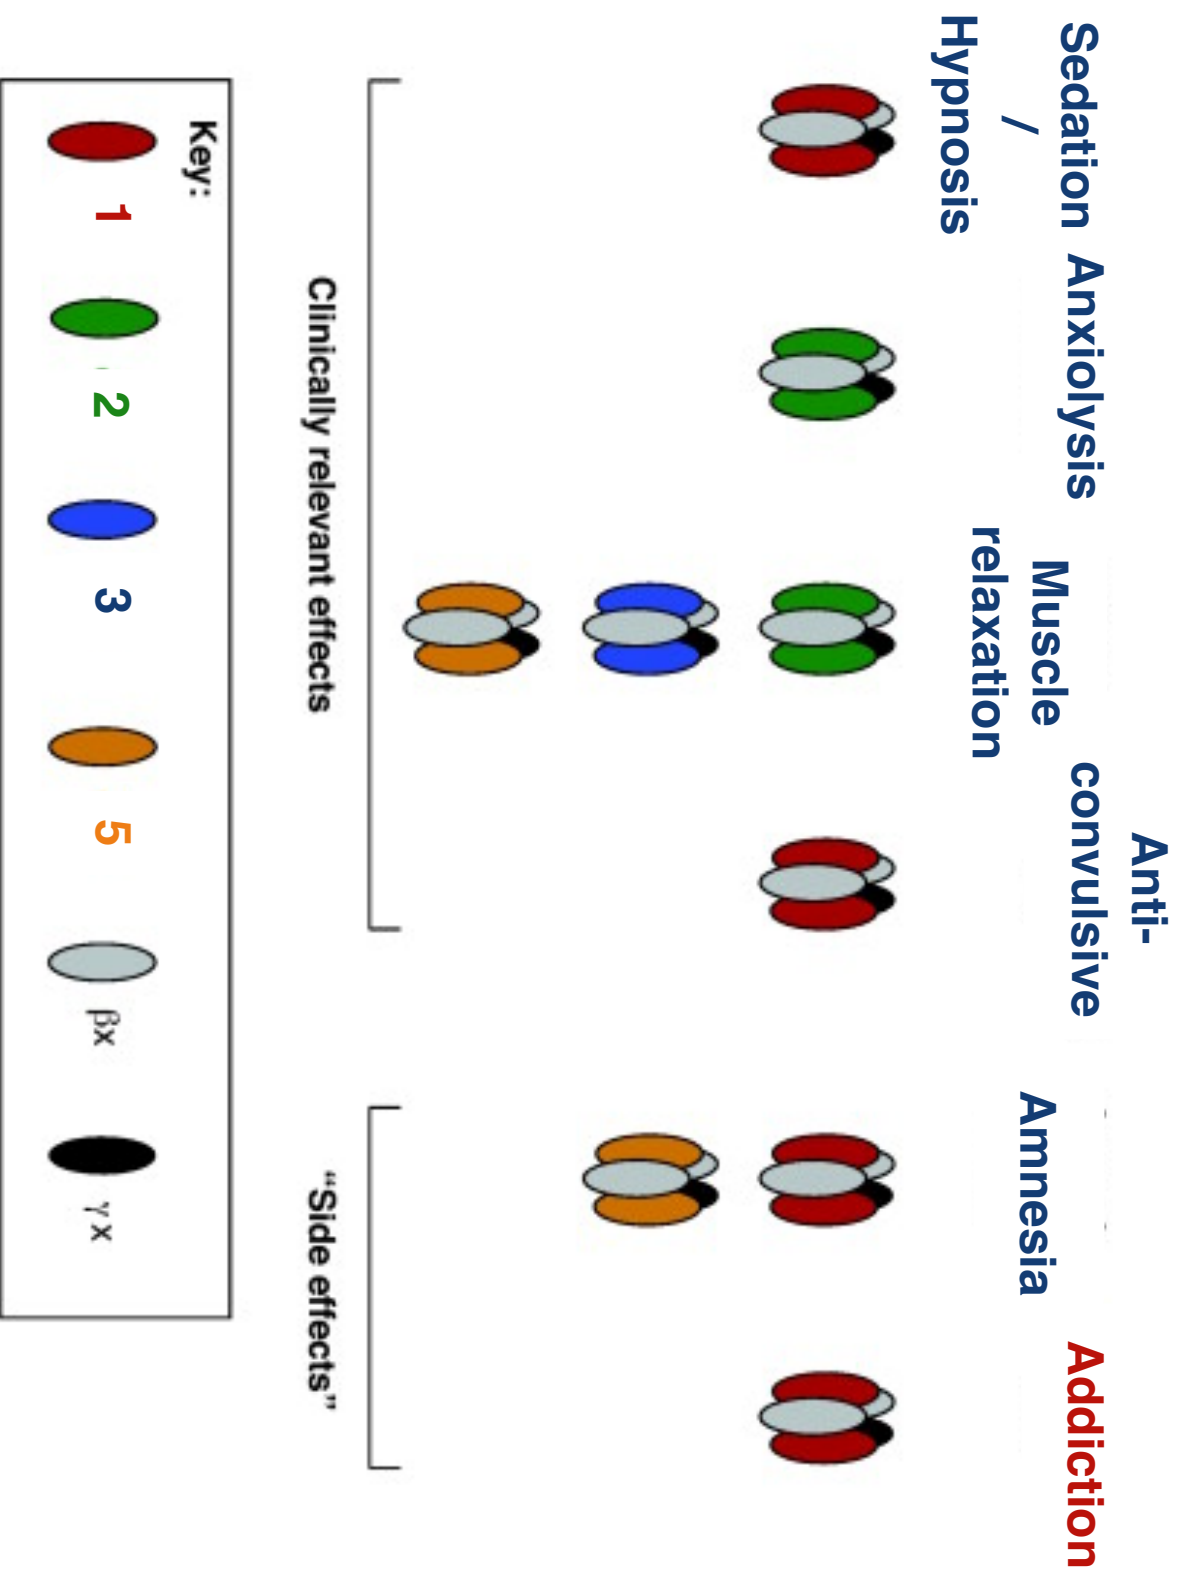 Sedation
/
Hypnosis
Anxiolysis
Muscle
relaxation
Anti-
convulsive
Amnesia
Addiction
Clinically relevant effects
“Side effects”
Key:
1
2
3
5
βx
γx